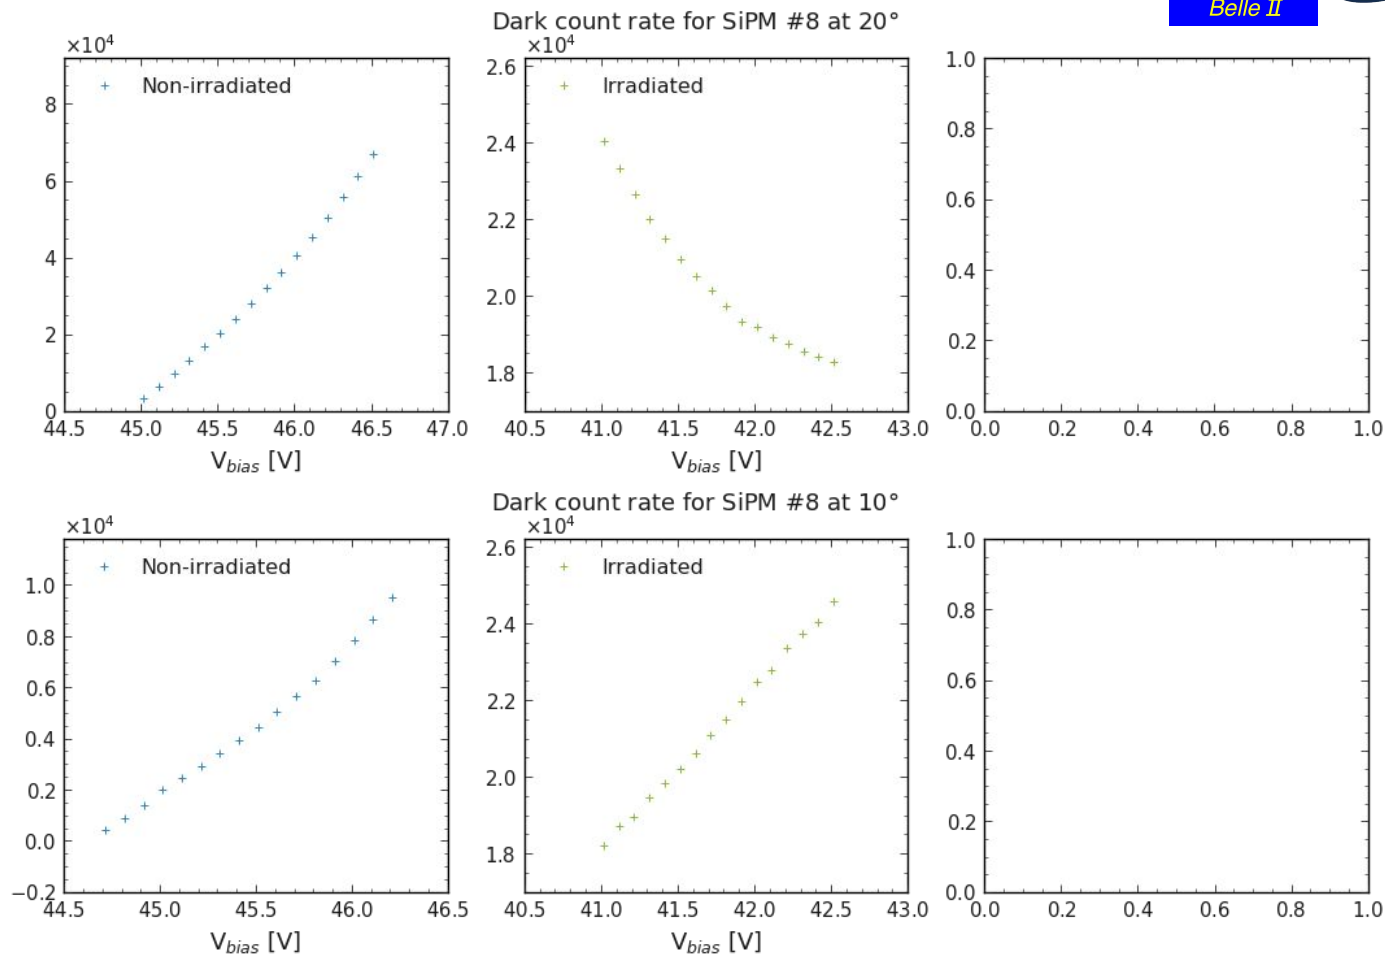 Belle II
Dark count rate for SiPM #8 at 20°
×10⁴
Non-irradiated
8
6
4
2
0
44.5 45.0 45.5 46.0 46.5 47.0
V_bias [V]
×10⁴
Irradiated
2.6
2.4
2.2
2.0
1.8
40.5 41.0 41.5 42.0 42.5 43.0
V_bias [V]
1.0
0.8
0.6
0.4
0.2
0.0
0.0 0.2 0.4 0.6 0.8 1.0
Dark count rate for SiPM #8 at 10°
×10⁴
Non-irradiated
1.0
0.8
0.6
0.4
0.2
0.0
−0.2
44.5 45.0 45.5 46.0 46.5
V_bias [V]
×10⁴
Irradiated
2.6
2.4
2.2
2.0
1.8
40.5 41.0 41.5 42.0 42.5 43.0
V_bias [V]
1.0
0.8
0.6
0.4
0.2
0.0
0.0 0.2 0.4 0.6 0.8 1.0